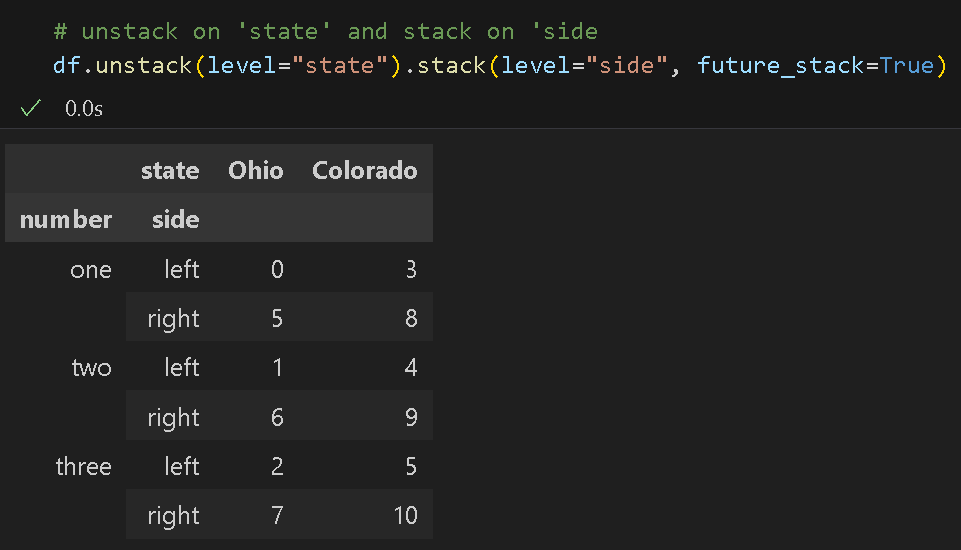 # unstack on 'state' and stack on 'side
df.unstack(level="state").stack(level="side", future_stack=True)
0.0s
state Ohio Colorado
number side
one left 0 3
right 5 8
two left 1 4
right 6 9
three left 2 5
right 7 10